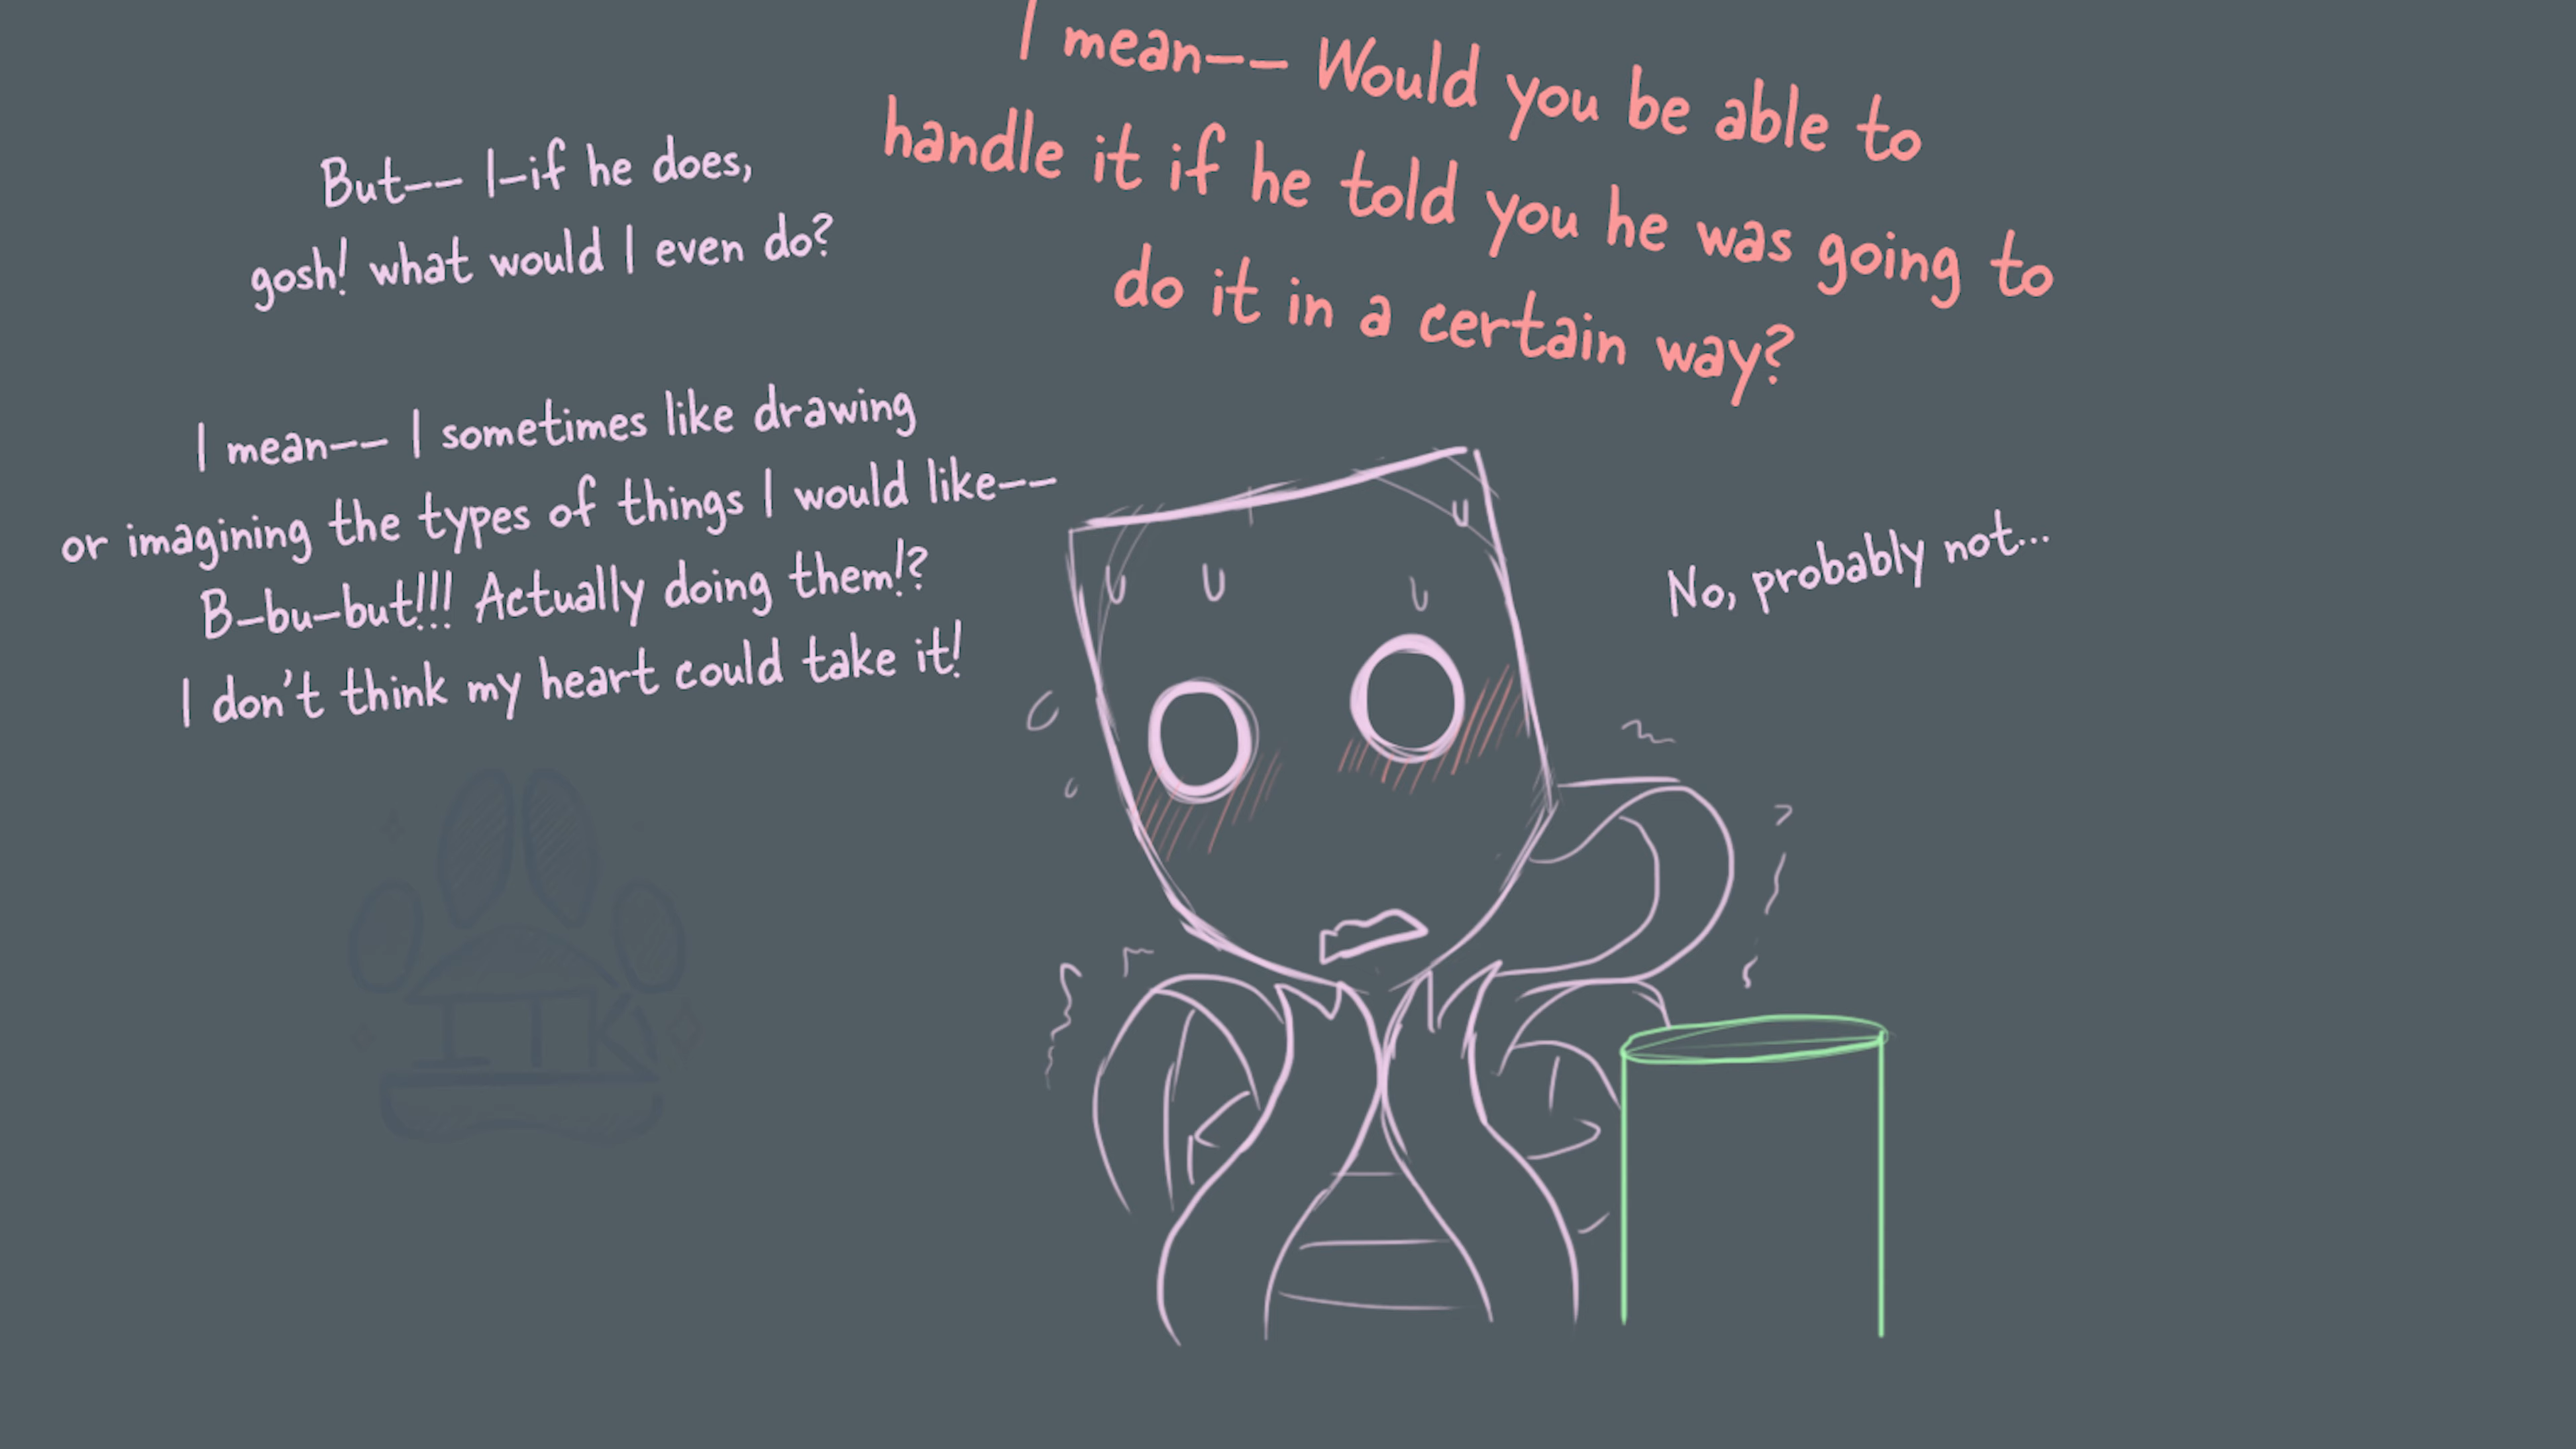 But-- I-if he does,
gosh! what would I even do?
I mean-- I sometimes like drawing
or imagining the types of things I would like--
B-bu-but!!! Actually doing them!?
I don't think my heart could take it!
I mean-- Would you be able to
handle it if he told you he was going to
do it in a certain way?
No, probably not...